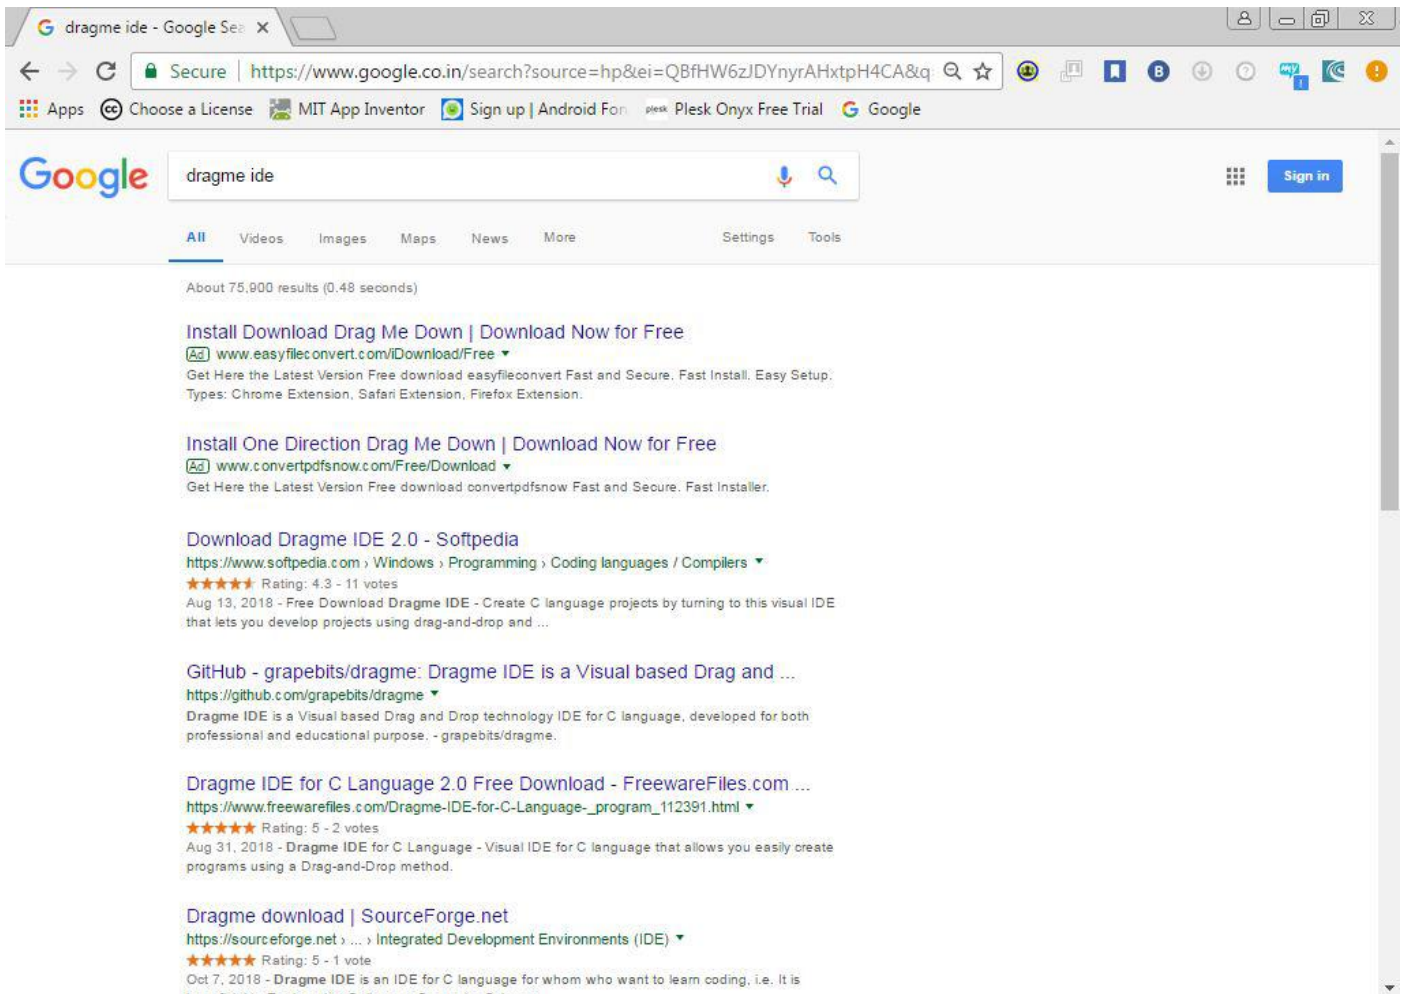 dragme ide - Google Sea
Secure | https://www.google.co.in/search?source=hp&ei=QBfHW6zJDYnyrAHxtpH4CA&q
Apps Choose a License MIT App Inventor Sign up | Android For plesk Plesk Onyx Free Trial Google
Google dragme ide Sign in
All Videos Images Maps News More Settings Tools
About 75,900 results (0.48 seconds)
Install Download Drag Me Down | Download Now for Free
Ad www.easyfileconvert.com/iDownload/Free
Get Here the Latest Version Free download easyfileconvert Fast and Secure. Fast Install. Easy Setup.
Types: Chrome Extension, Safari Extension, Firefox Extension.
Install One Direction Drag Me Down | Download Now for Free
Ad www.convertpdfsnow.com/Free/Download
Get Here the Latest Version Free download convertpdfsnow Fast and Secure. Fast Installer.
Download Dragme IDE 2.0 - Softpedia
https://www.softpedia.com › Windows › Programming › Coding languages / Compilers
Rating: 4.3 - 11 votes
Aug 13, 2018 - Free Download Dragme IDE - Create C language projects by turning to this visual IDE
that lets you develop projects using drag-and-drop and ...
GitHub - grapebits/dragme: Dragme IDE is a Visual based Drag and ...
https://github.com/grapebits/dragme
Dragme IDE is a Visual based Drag and Drop technology IDE for C language, developed for both
professional and educational purpose. - grapebits/dragme.
Dragme IDE for C Language 2.0 Free Download - FreewareFiles.com ...
https://www.freewarefiles.com/Dragme-IDE-for-C-Language-_program_112391.html
Rating: 5 - 2 votes
Aug 31, 2018 - Dragme IDE for C Language - Visual IDE for C language that allows you easily create
programs using a Drag-and-Drop method.
Dragme download | SourceForge.net
https://sourceforge.net › ... › Integrated Development Environments (IDE)
Rating: 5 - 1 vote
Oct 7, 2018 - Dragme IDE is an IDE for C language for whom who want to learn coding, i.e. It is